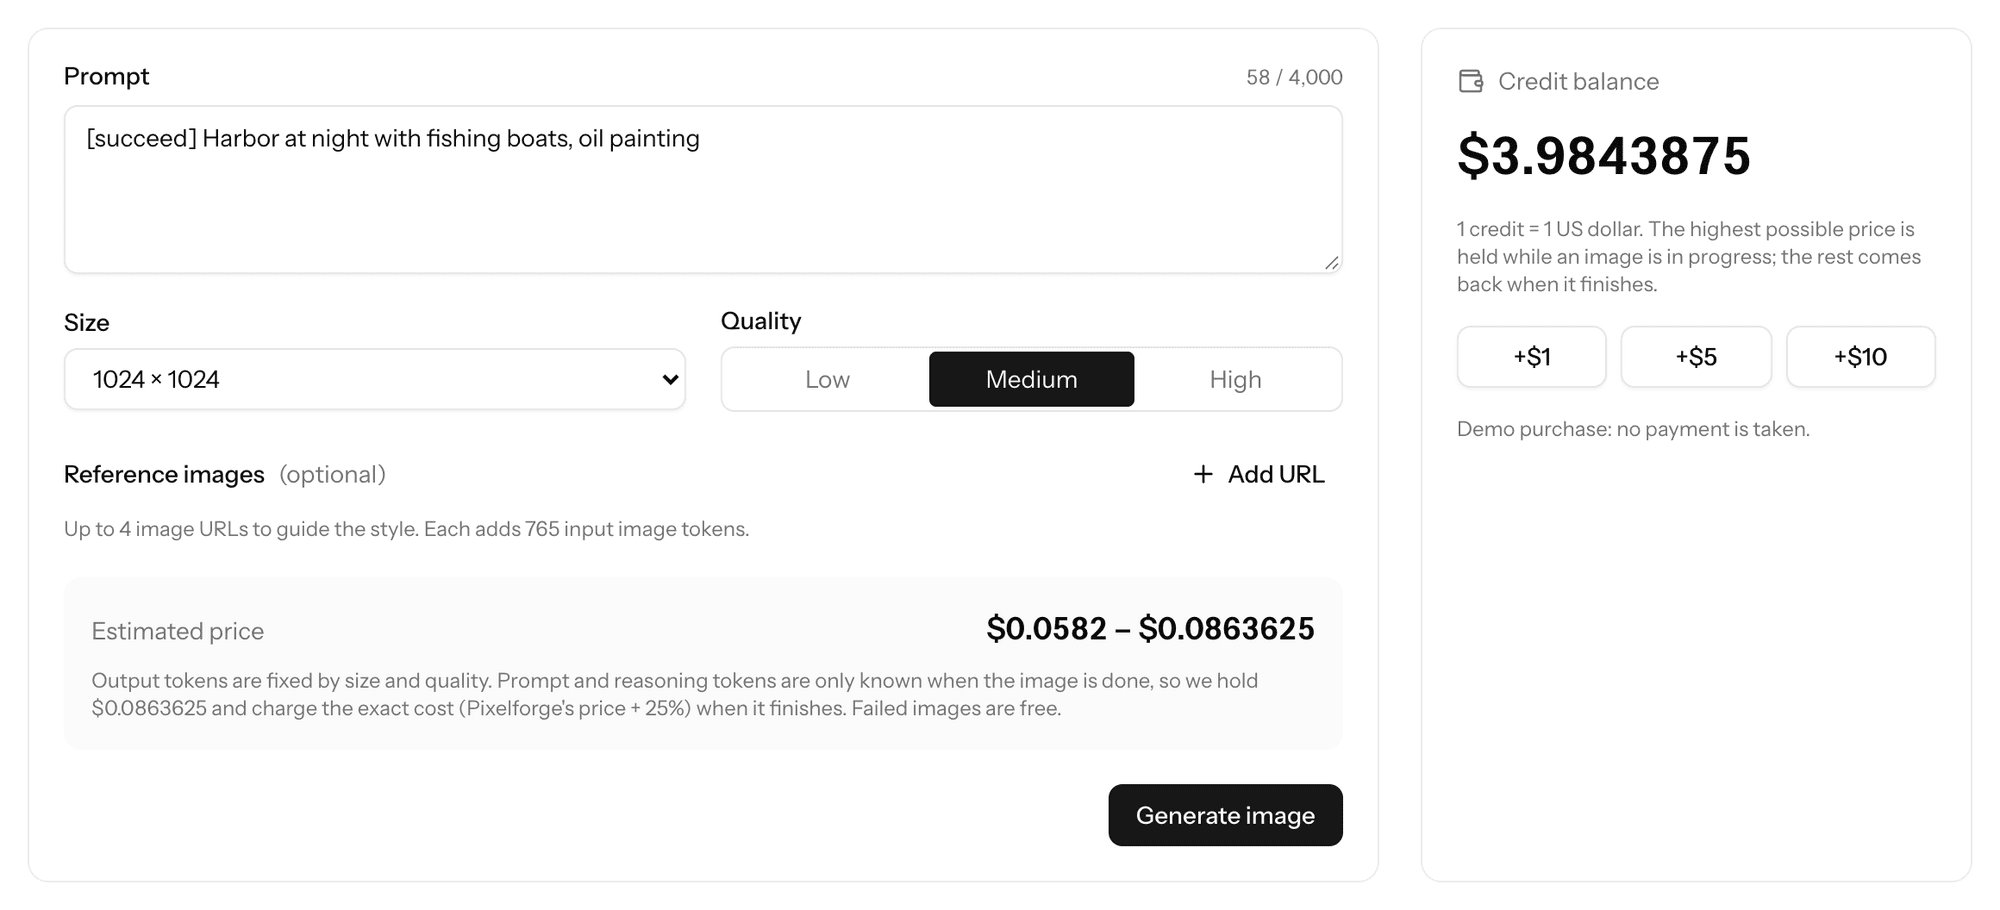 Prompt
58 / 4,000
[succeed] Harbor at night with fishing boats, oil painting
Size
Quality
1024 × 1024
Low
Medium
High
Reference images (optional)
+ Add URL
Up to 4 image URLs to guide the style. Each adds 765 input image tokens.
Estimated price
$0.0582 – $0.0863625
Output tokens are fixed by size and quality. Prompt and reasoning tokens are only known when the image is done, so we hold
$0.0863625 and charge the exact cost (Pixelforge's price + 25%) when it finishes. Failed images are free.
Generate image
Credit balance
$3.9843875
1 credit = 1 US dollar. The highest possible price is
held while an image is in progress; the rest comes
back when it finishes.
+$1
+$5
+$10
Demo purchase: no payment is taken.